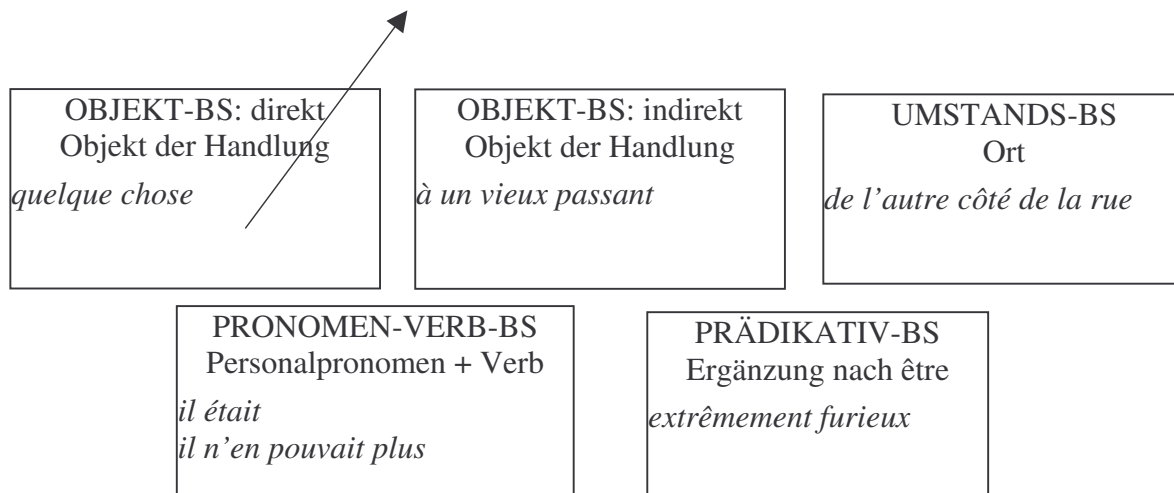 OBJEKT-BS: direkt
Objekt der Handlung
quelque chose
OBJEKT-BS: indirekt
Objekt der Handlung
à un vieux passant
UMSTANDS-BS
Ort
de l’autre côté de la rue
PRONOMEN-VERB-BS
Personalpronomen + Verb
il était
il n’en pouvait plus
PRÄDIKATIV-BS
Ergänzung nach être
extrêmement furieux